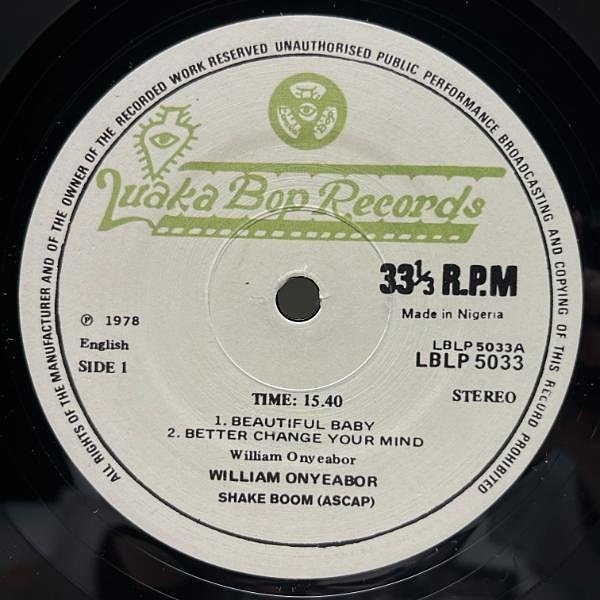 ALL RIGHTS OF THE MANUFACTURER AND OF THE OWNER OF THE RECORDED WORK RESERVED UNAUTHORISED PUBLIC PERFORMANCE BROADCASTING AND COPYING OF THIS RECORD PROHIBITED
Luaka Bop Records
33⅓ R.P.M
Made in Nigeria
℗ 1978
English
SIDE 1
LBLP 5033A
LBLP 5033
STEREO
TIME: 15.40
1. BEAUTIFUL BABY
2. BETTER CHANGE YOUR MIND
William Onyeabor
WILLIAM ONYEABOR
SHAKE BOOM (ASCAP)